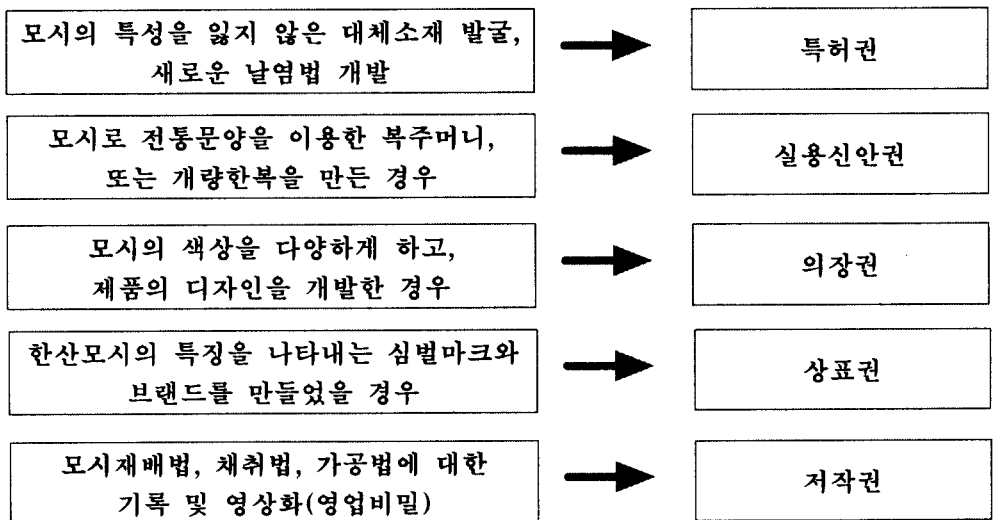 모시의 특성을 잃지 않은 대체소재 발굴,
새로운 날염법 개발
특허권
모시로 전통문양을 이용한 복주머니,
또는 개량한복을 만든 경우
실용신안권
모시의 색상을 다양하게 하고,
제품의 디자인을 개발한 경우
의장권
한산모시의 특징을 나타내는 심벌마크와
브랜드를 만들었을 경우
상표권
모시재배법, 채취법, 가공법에 대한
기록 및 영상화(영업비밀)
저작권